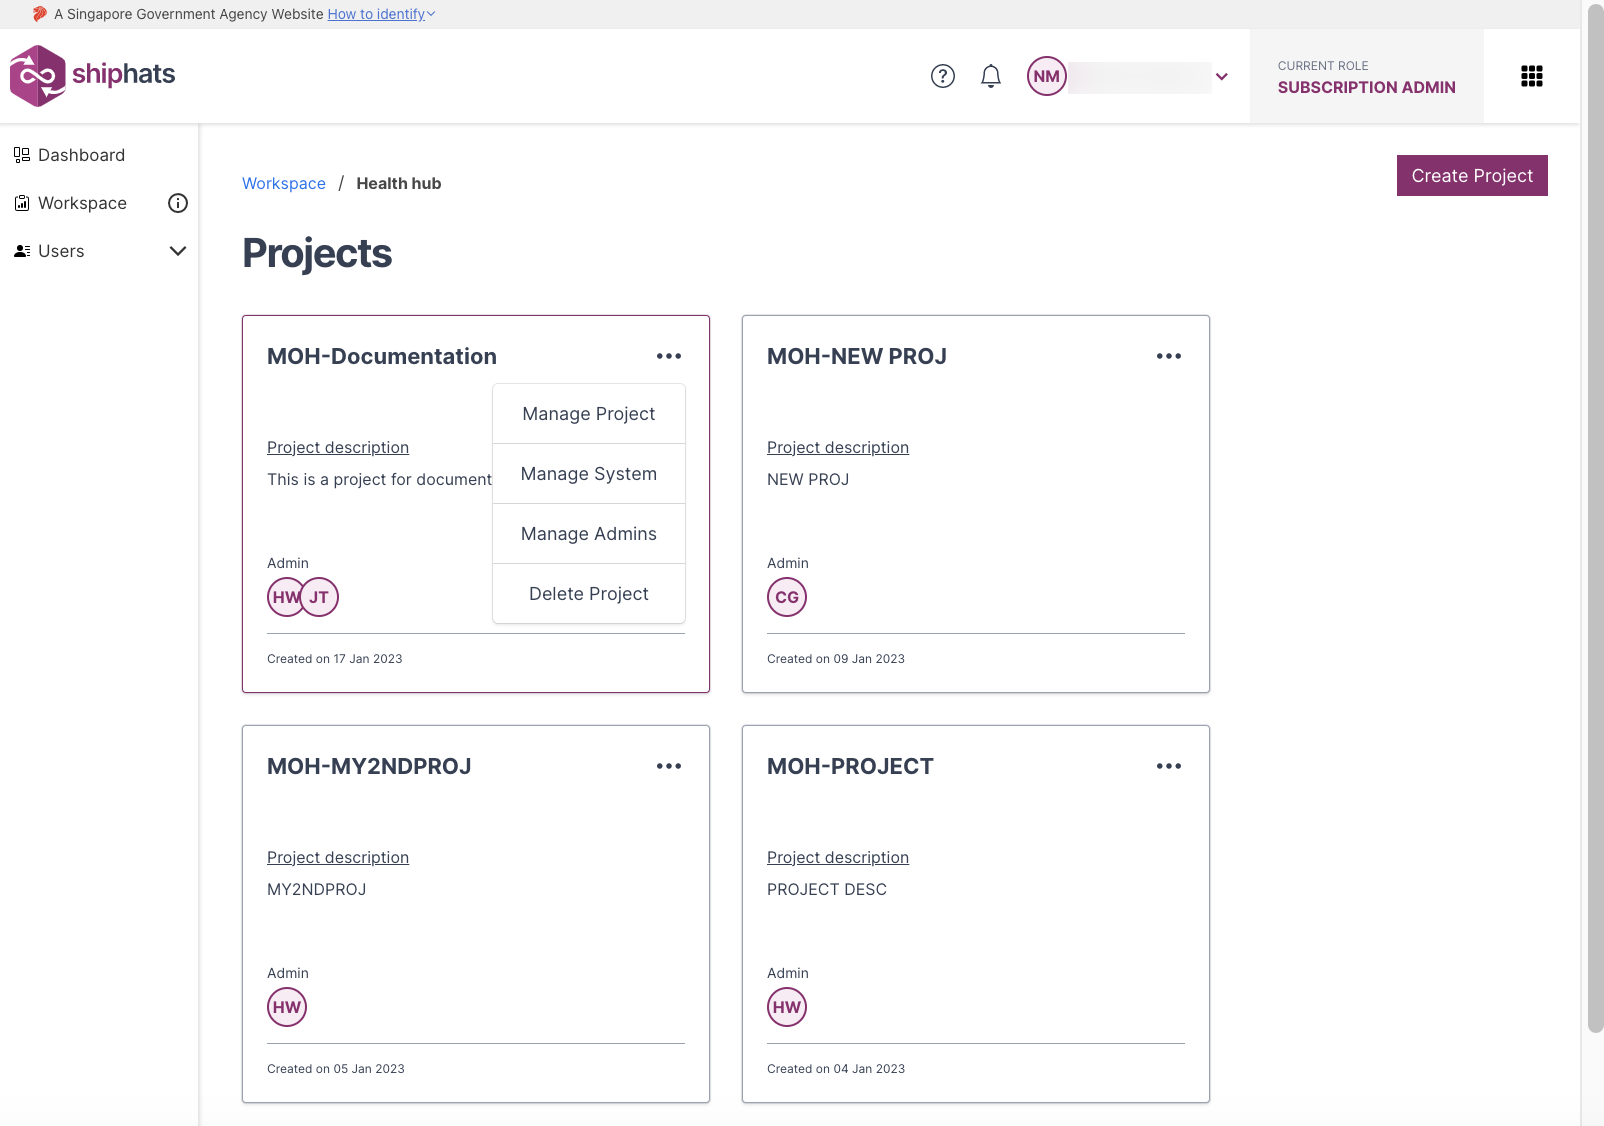 A Singapore Government Agency Website How to identify
shiphats
?
NM
CURRENT ROLE
SUBSCRIPTION ADMIN
Dashboard
Workspace
Users
Workspace / Health hub
Create Project
Projects
MOH-Documentation
Manage Project
Manage System
Manage Admins
Delete Project
Project description
This is a project for document
Admin
HW JT
Created on 17 Jan 2023
MOH-NEW PROJ
Project description
NEW PROJ
Admin
CG
Created on 09 Jan 2023
MOH-MY2NDPROJ
Project description
MY2NDPROJ
Admin
HW
Created on 05 Jan 2023
MOH-PROJECT
Project description
PROJECT DESC
Admin
HW
Created on 04 Jan 2023